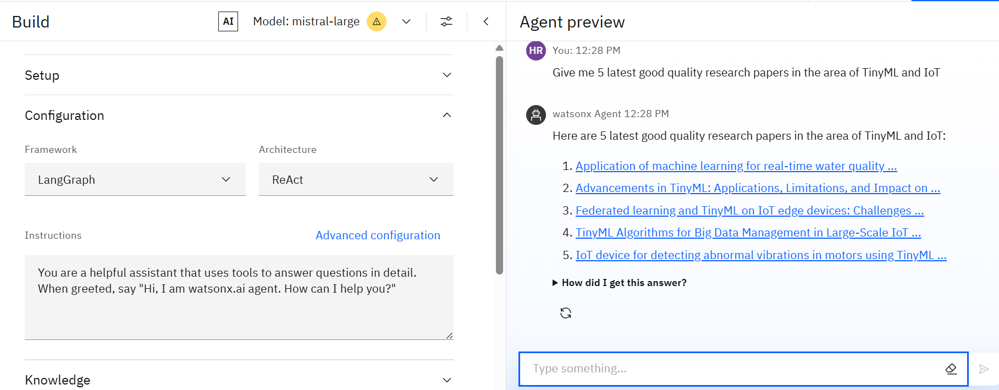 Build
AI
Model: mistral-large
Setup
Configuration
Framework
Architecture
LangGraph
ReAct
Instructions
Advanced configuration
You are a helpful assistant that uses tools to answer questions in detail.
When greeted, say "Hi, I am watsonx.ai agent. How can I help you?"
Knowledge
Agent preview
HR
You: 12:28 PM
Give me 5 latest good quality research papers in the area of TinyML and IoT
watsonx Agent 12:28 PM
Here are 5 latest good quality research papers in the area of TinyML and IoT:
1. Application of machine learning for real-time water quality ...
2. Advancements in TinyML: Applications, Limitations, and Impact on ...
3. Federated learning and TinyML on IoT edge devices: Challenges ...
4. TinyML Algorithms for Big Data Management in Large-Scale IoT ...
5. IoT device for detecting abnormal vibrations in motors using TinyML ...
How did I get this answer?
Type something...